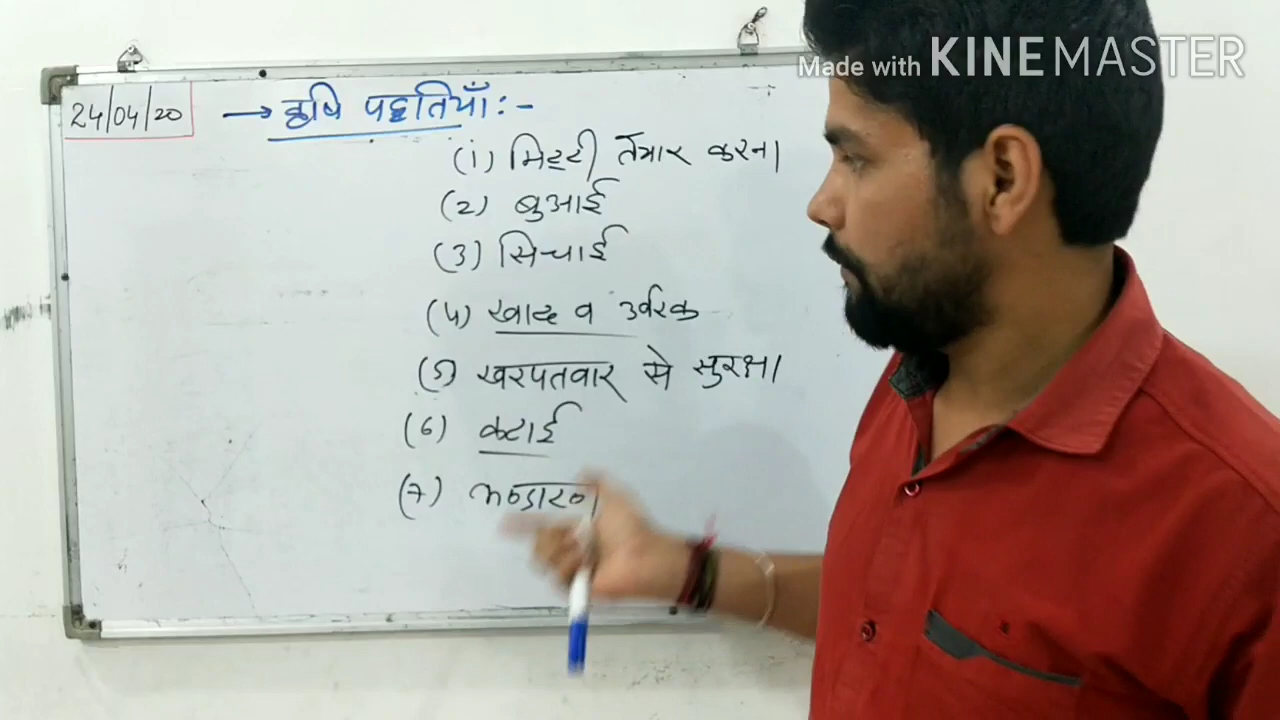 Made with KINEMASTER
24/04/20 → कृषि पद्धतियाँ :-
(1) मिट्टी तैयार करना
(2) बुआई
(3) सिचाई
(4) खाद व उर्वरक
(5) खरपतवार से सुरक्षा
(6) कटाई
(7) भण्डारण